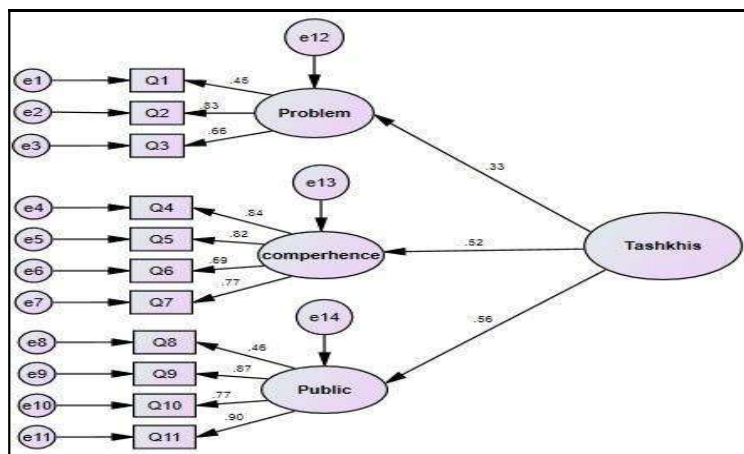 e12
e1 Q1 .45
e2 Q2 .83 Problem
e3 Q3 .66
.33
e13
e4 Q4 .84
e5 Q5 .82 comperhence .52 Tashkhis
e6 Q6 .69
e7 Q7 .77
e14 .56
e8 Q8 .46
e9 Q9 .87 Public
e10 Q10 .77
e11 Q11 .90